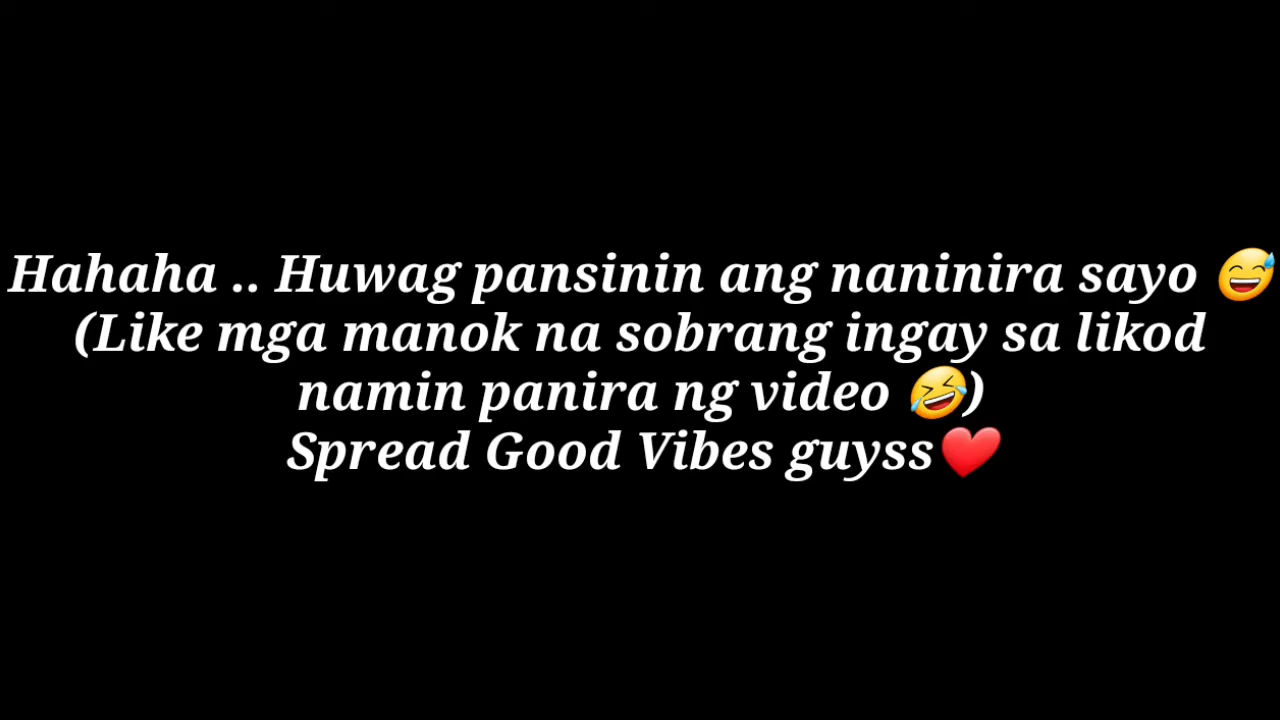 Hahaha .. Huwag pansinin ang naninira sayo 😅
(Like mga manok na sobrang ingay sa likod
namin panira ng video 🤣)
Spread Good Vibes guyss❤️